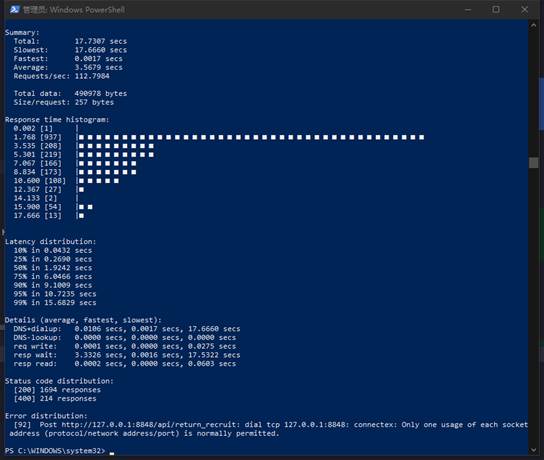 管理员: Windows PowerShell
Summary:
Total: 17.7307 secs
Slowest: 17.6660 secs
Fastest: 0.0017 secs
Average: 3.5679 secs
Requests/sec: 112.7984
Total data: 490978 bytes
Size/request: 257 bytes
Response time histogram:
0.002 [1] |
1.768 [937] |■■■■■■■■■■■■■■■■■■■■■■■■■■■■■■■■■■■■■■■■
3.535 [208] |■■■■■■■■■
5.301 [219] |■■■■■■■■■
7.067 [166] |■■■■■■■
8.834 [173] |■■■■■■■
10.600 [108] |■■■■■
12.367 [27] |■
14.133 [2] |
15.900 [54] |■■
17.666 [13] |■
Latency distribution:
10% in 0.0432 secs
25% in 0.2690 secs
50% in 1.9242 secs
75% in 6.0466 secs
90% in 9.1009 secs
95% in 10.7235 secs
99% in 15.6829 secs
Details (average, fastest, slowest):
DNS+dialup: 0.0106 secs, 0.0017 secs, 17.6660 secs
DNS-lookup: 0.0000 secs, 0.0000 secs, 0.0000 secs
req write: 0.0001 secs, 0.0000 secs, 0.0275 secs
resp wait: 3.3326 secs, 0.0016 secs, 17.5322 secs
resp read: 0.0002 secs, 0.0000 secs, 0.0603 secs
Status code distribution:
[200] 1694 responses
[400] 214 responses
Error distribution:
[92] Post http://127.0.0.1:8848/api/return_recruit: dial tcp 127.0.0.1:8848: connectex: Only one usage of each socket
address (protocol/network address/port) is normally permitted.
PS C:\WINDOWS\system32>